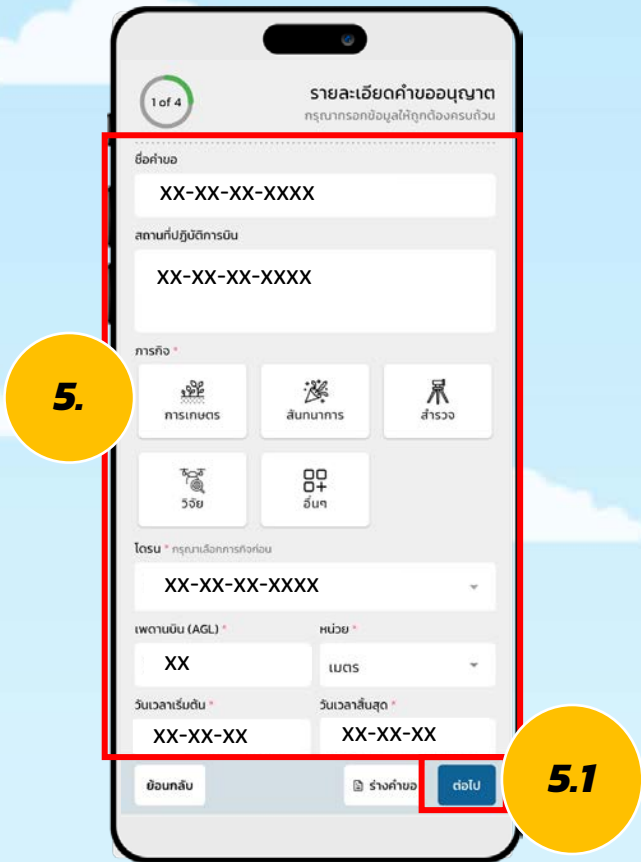 1 of 4
รายละเอียดคำขออนุญาต
กรุณากรอกข้อมูลให้ถูกต้องครบถ้วน
ชื่อคำขอ
XX-XX-XX-XXXX
สถานที่ปฏิบัติการบิน
XX-XX-XX-XXXX
ภารกิจ *
5.
การเกษตร สันทนาการ สำรวจ
วิจัย อื่นๆ
โดรน * กรุณาเลือกภารกิจก่อน
XX-XX-XX-XXXX
เพดานบิน (AGL) * หน่วย *
XX เมตร
วันเวลาเริ่มต้น * วันเวลาสิ้นสุด *
XX-XX-XX XX-XX-XX
ย้อนกลับ ร่างคำขอ ต่อไป 5.1